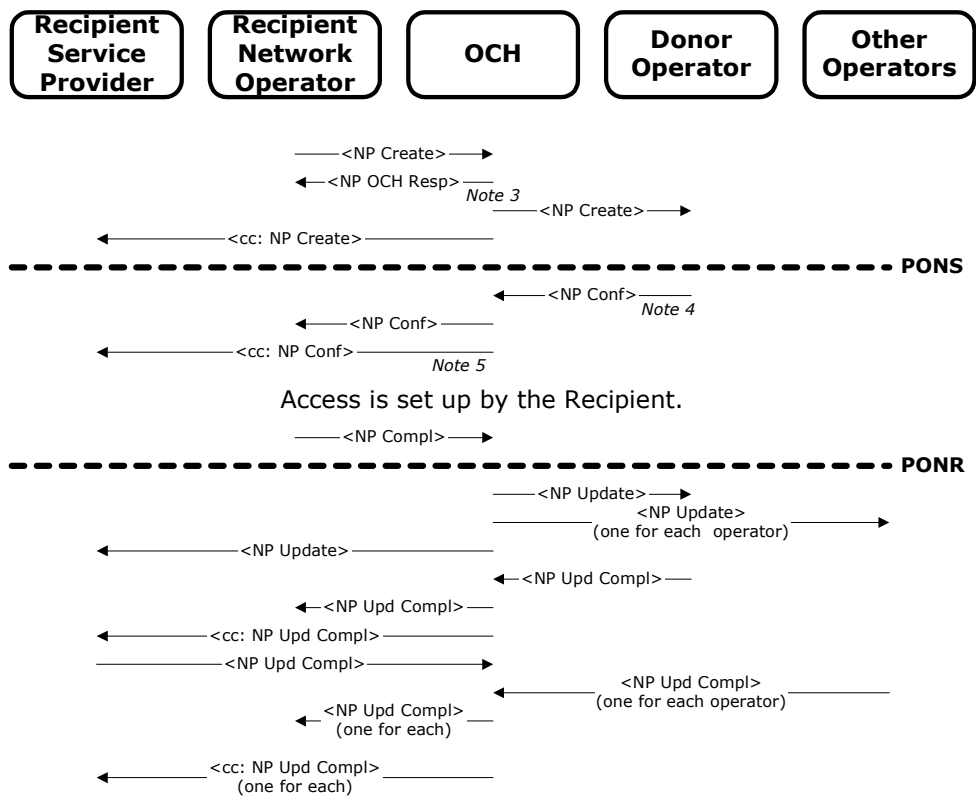 Recipient
Service
Provider
Recipient
Network
Operator
OCH
Donor
Operator
Other
Operators
<NP Create>
<NP OCH Resp>
Note 3
<NP Create>
<cc: NP Create>
PONS
<NP Conf>
Note 4
<NP Conf>
<cc: NP Conf>
Note 5
Access is set up by the Recipient.
<NP Compl>
PONR
<NP Update>
<NP Update>
(one for each operator)
<NP Update>
<NP Upd Compl>
<NP Upd Compl>
<cc: NP Upd Compl>
<NP Upd Compl>
<NP Upd Compl>
(one for each operator)
<NP Upd Compl>
(one for each)
<cc: NP Upd Compl>
(one for each)